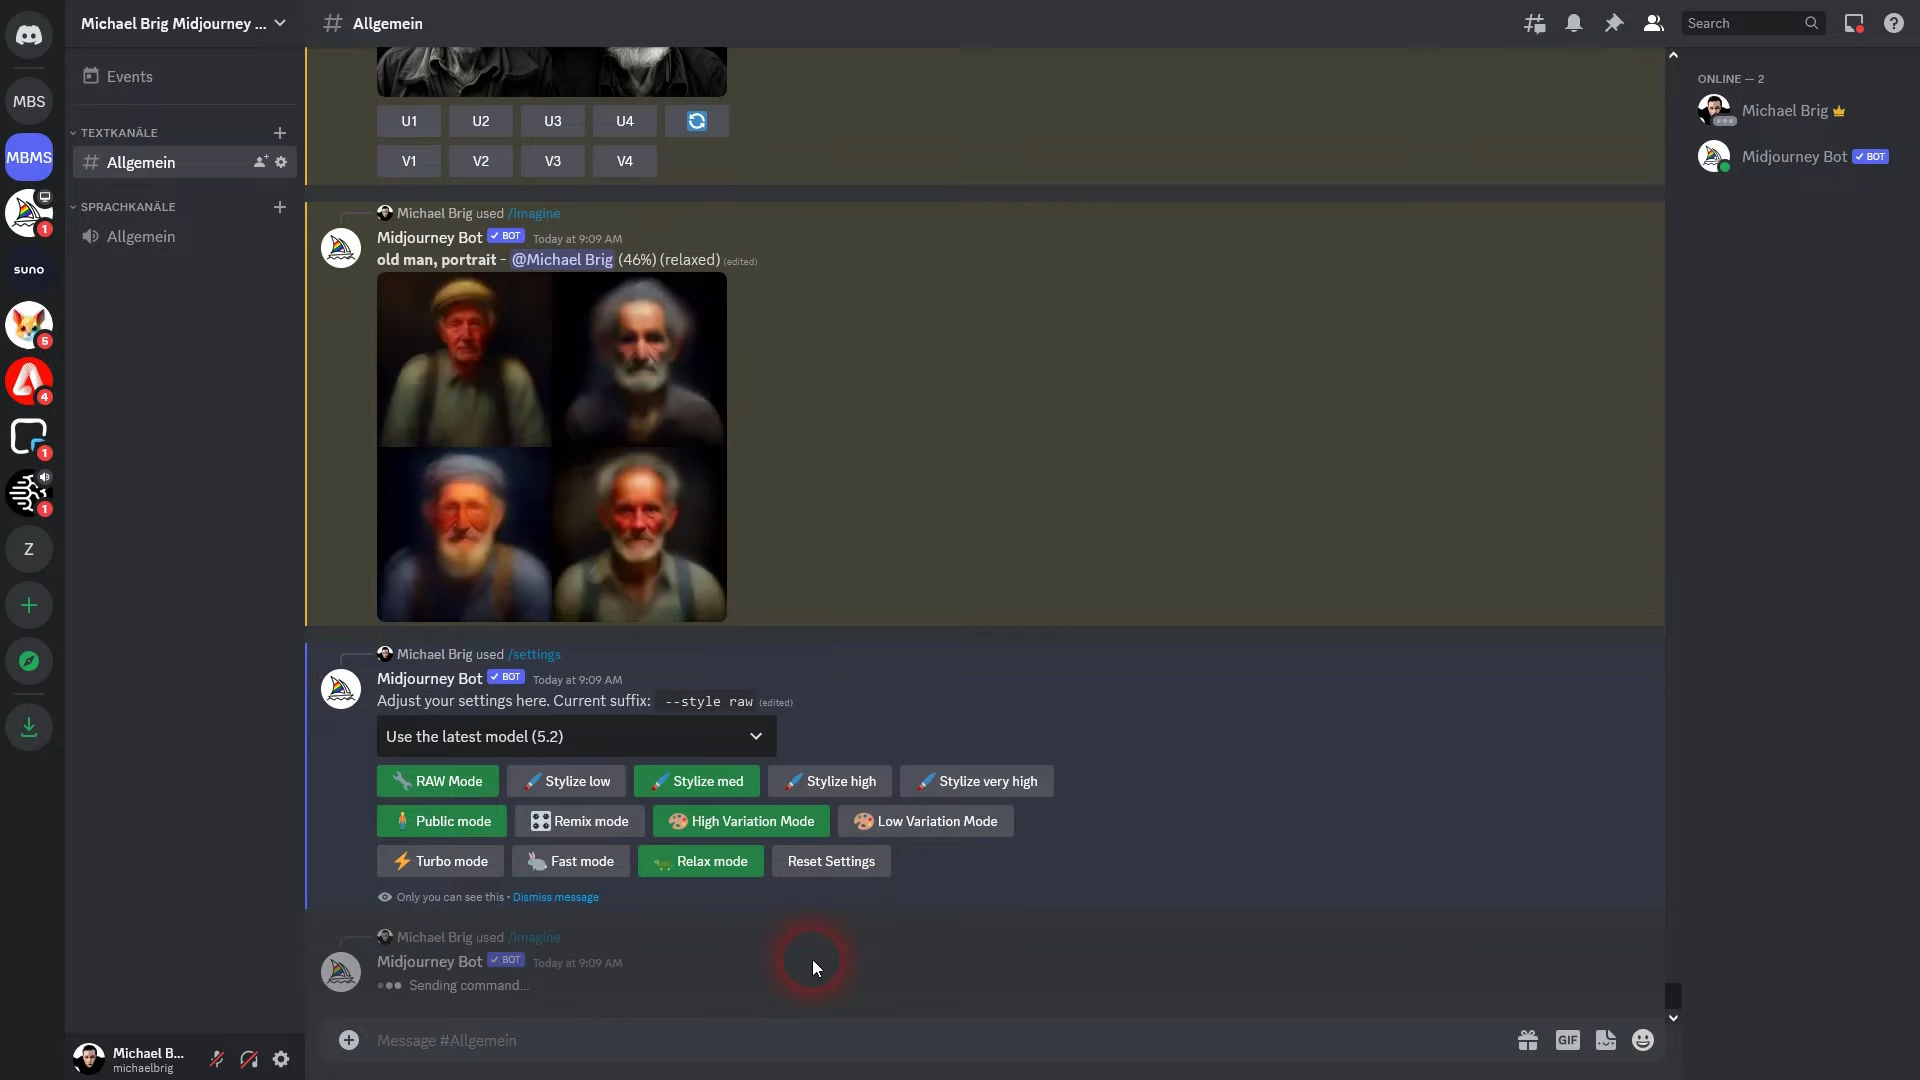 Michael Brig Midjourney ...
Allgemein
Search
MBS
MBMS
1
suno
5
4
1
1
Z
Events
TEXTKANÄLE
Allgemein
SPRACHKANÄLE
Allgemein
U1 U2 U3 U4
V1 V2 V3 V4
Michael Brig used /imagine
Midjourney Bot BOT Today at 9:09 AM
old man, portrait - @Michael Brig (46%) (relaxed) (edited)
Michael Brig used /settings
Midjourney Bot BOT Today at 9:09 AM
Adjust your settings here. Current suffix: --style raw (edited)
Use the latest model (5.2)
RAW Mode Stylize low Stylize med Stylize high Stylize very high
Public mode Remix mode High Variation Mode Low Variation Mode
Turbo mode Fast mode Relax mode Reset Settings
Only you can see this • Dismiss message
Michael Brig used /imagine
Midjourney Bot BOT Today at 9:09 AM
Sending command...
Message #Allgemein
GIF
ONLINE — 2
Michael Brig
Midjourney Bot BOT
Michael B...
michaelbrig